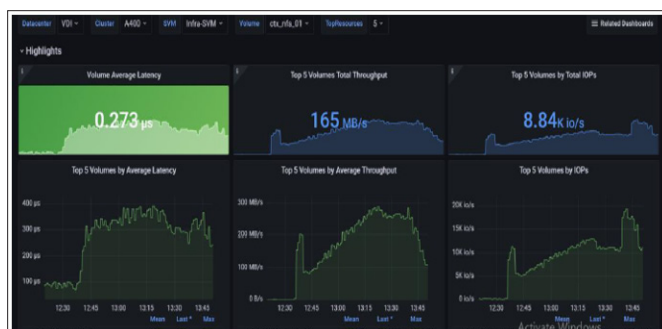 Datacenter V01 Cluster A400 SVM Infra-SVM Volume TopResources 5 Related Dashboards
Highlights
Volume Average Latency
Top 5 Volumes Total Throughput
Top 5 Volumes by Total IOPs
0.273 µs
165 MB/s
8.84K io/s
Top 5 Volumes by Average Latency
Top 5 Volumes by Average Throughput
Top 5 Volumes by IOPs
400 µs
300 µs
200 µs
100 µs
300 MB/s
200 MB/s
100 MB/s
0 B/s
20K io/s
15K io/s
10K io/s
5K io/s
0 io/s
12:30 12:45 13:00 13:15 13:30 13:45
12:30 12:45 13:00 13:15 13:30 13:45
12:30 12:45 13:00 13:15 13:30 13:45
Mean Last * Max
Mean Last * Max
Mean Last * Max
Activate Windows